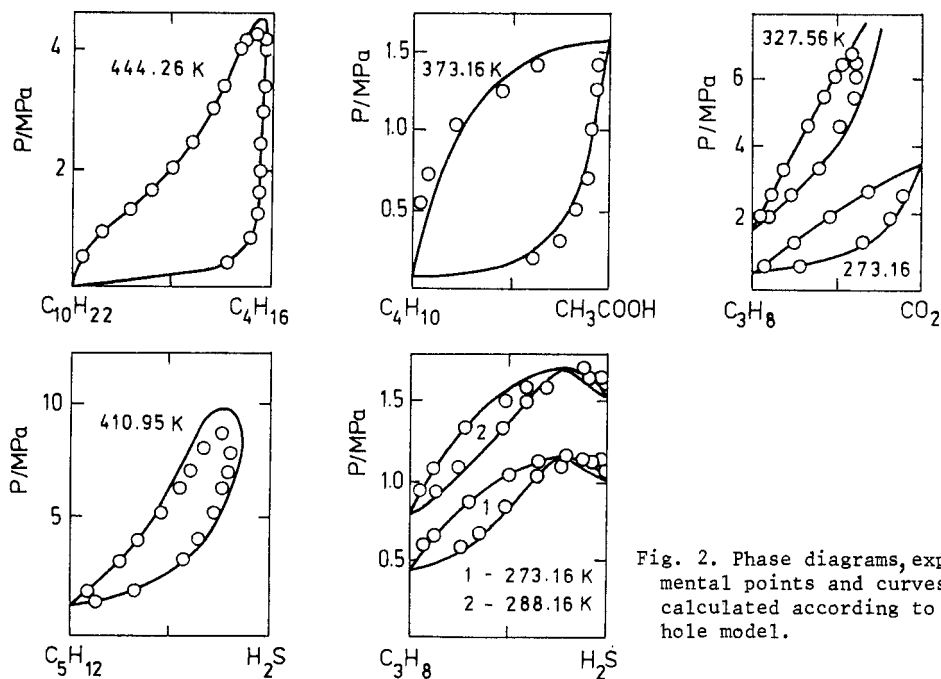 4
444.26 K
P/MPa
2
C10H22
C4H16
1.5
373.16 K
P/MPa
1.0
0.5
C4H10
CH3COOH
327.56 K
6
P/MPa
4
2
273.16
C3H8
CO2
10
410.95 K
P/MPa
5
C5H12
H2S
1.5
P/MPa
2
1.0
1
0.5
1 - 273.16 K
2 - 288.16 K
C3H8
H2S
Fig. 2. Phase diagrams, exp
mental points and curves
calculated according to
hole model.